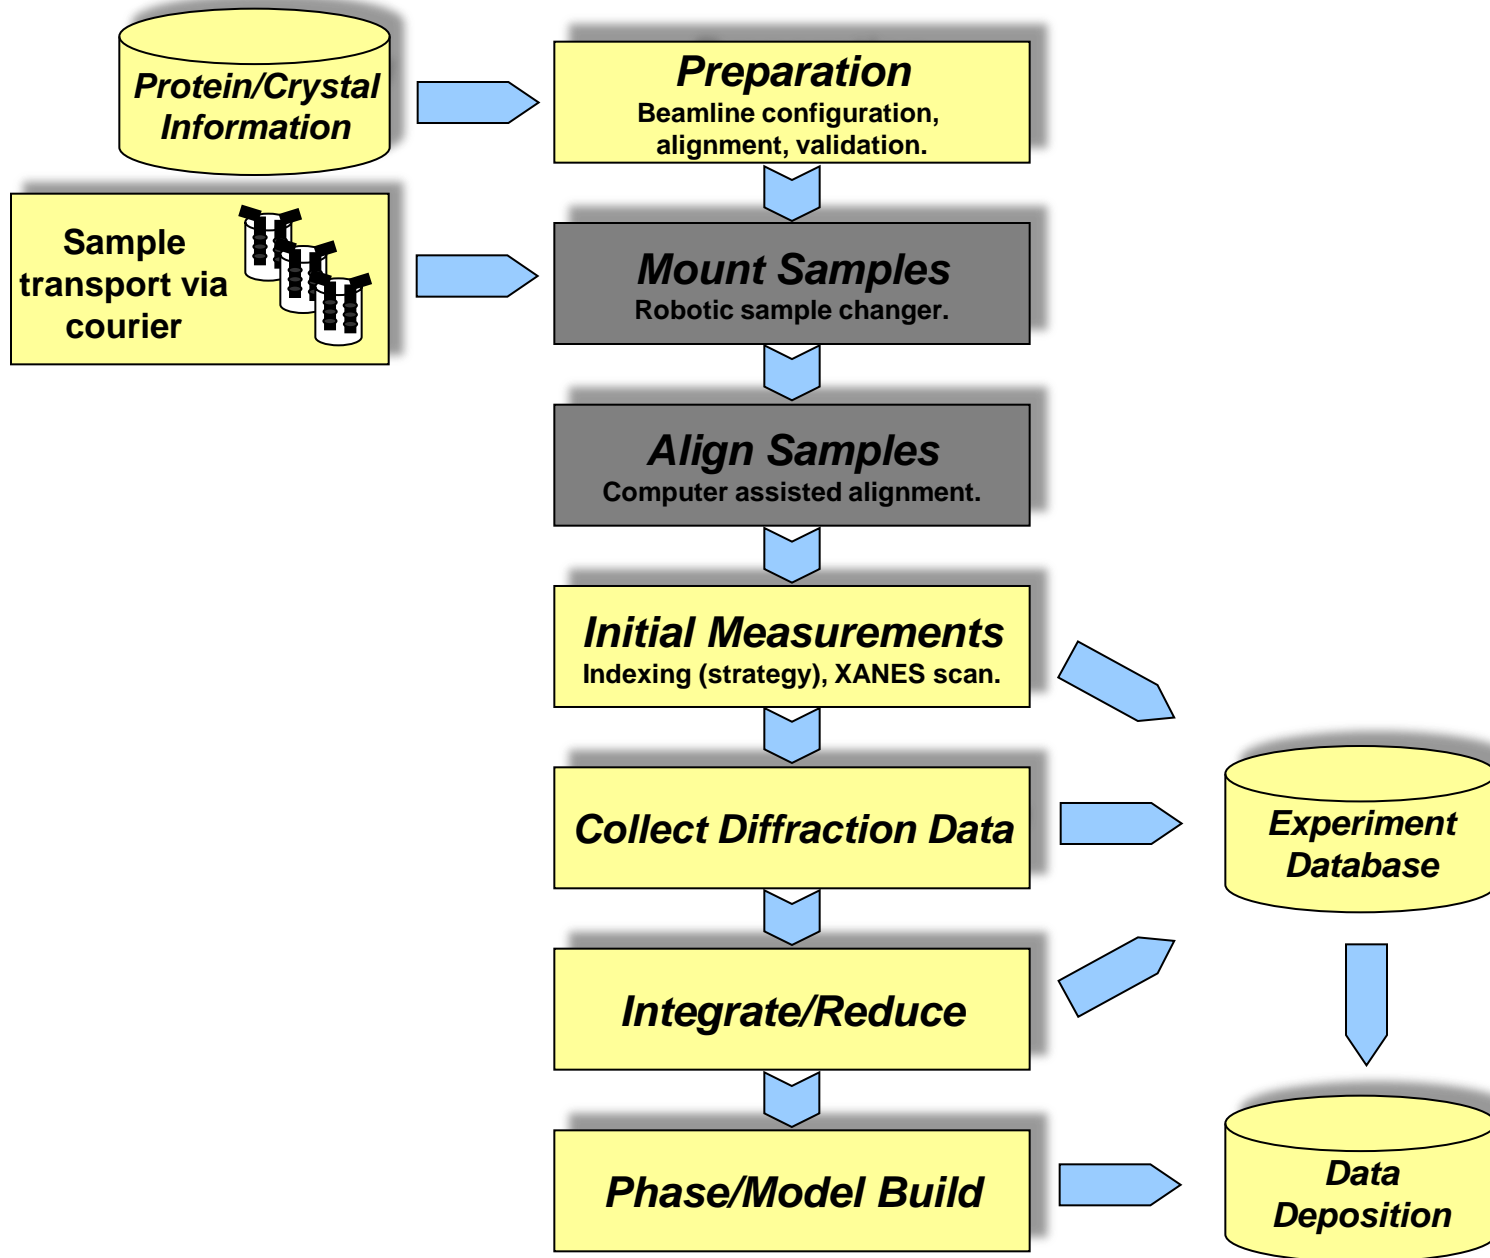 Protein/Crystal
Information
Preparation
Beamline configuration,
alignment, validation.
Sample
transport via
courier
Mount Samples
Robotic sample changer.
Align Samples
Computer assisted alignment.
Initial Measurements
Indexing (strategy), XANES scan.
Collect Diffraction Data
Experiment
Database
Integrate/Reduce
Phase/Model Build
Data
Deposition